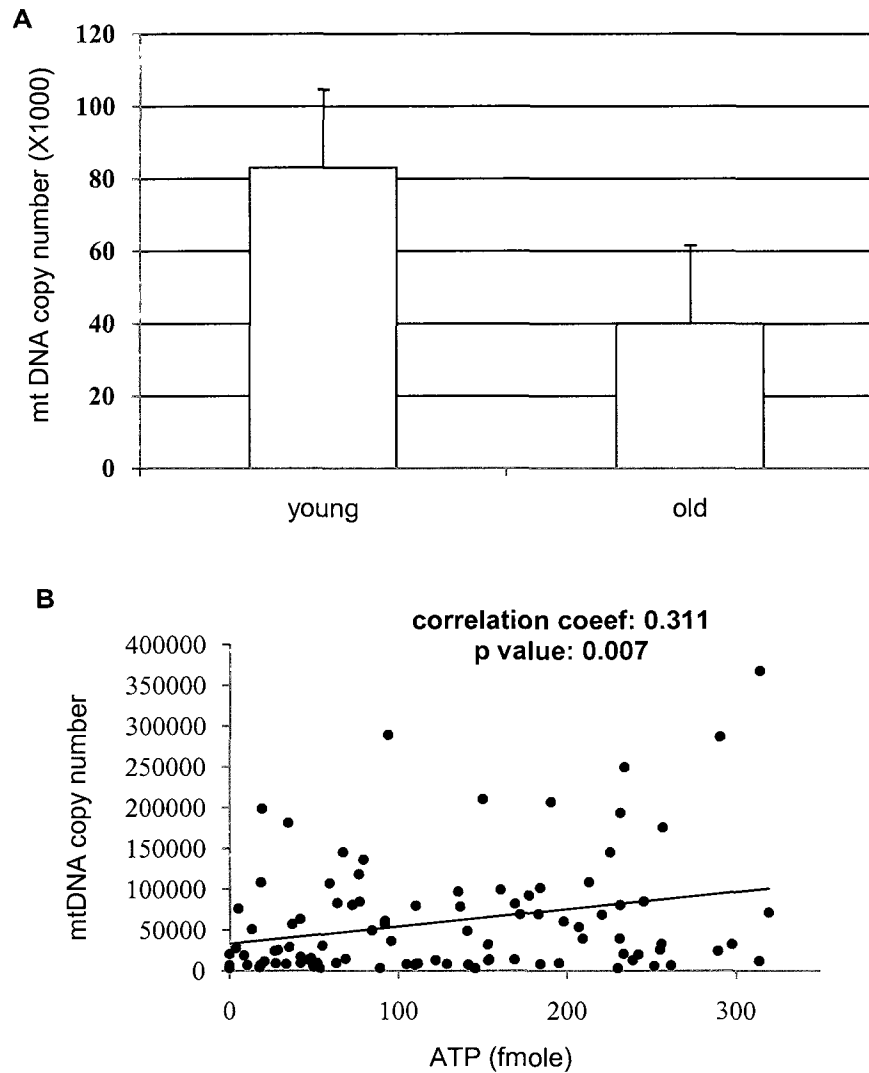 A
mt DNA copy number (X1000)
120
100
80
60
40
20
0
young
old
B
correlation coeef: 0.311
p value: 0.007
mtDNA copy number
400000
350000
300000
250000
200000
150000
100000
50000
0
0
100
200
300
ATP (fmole)